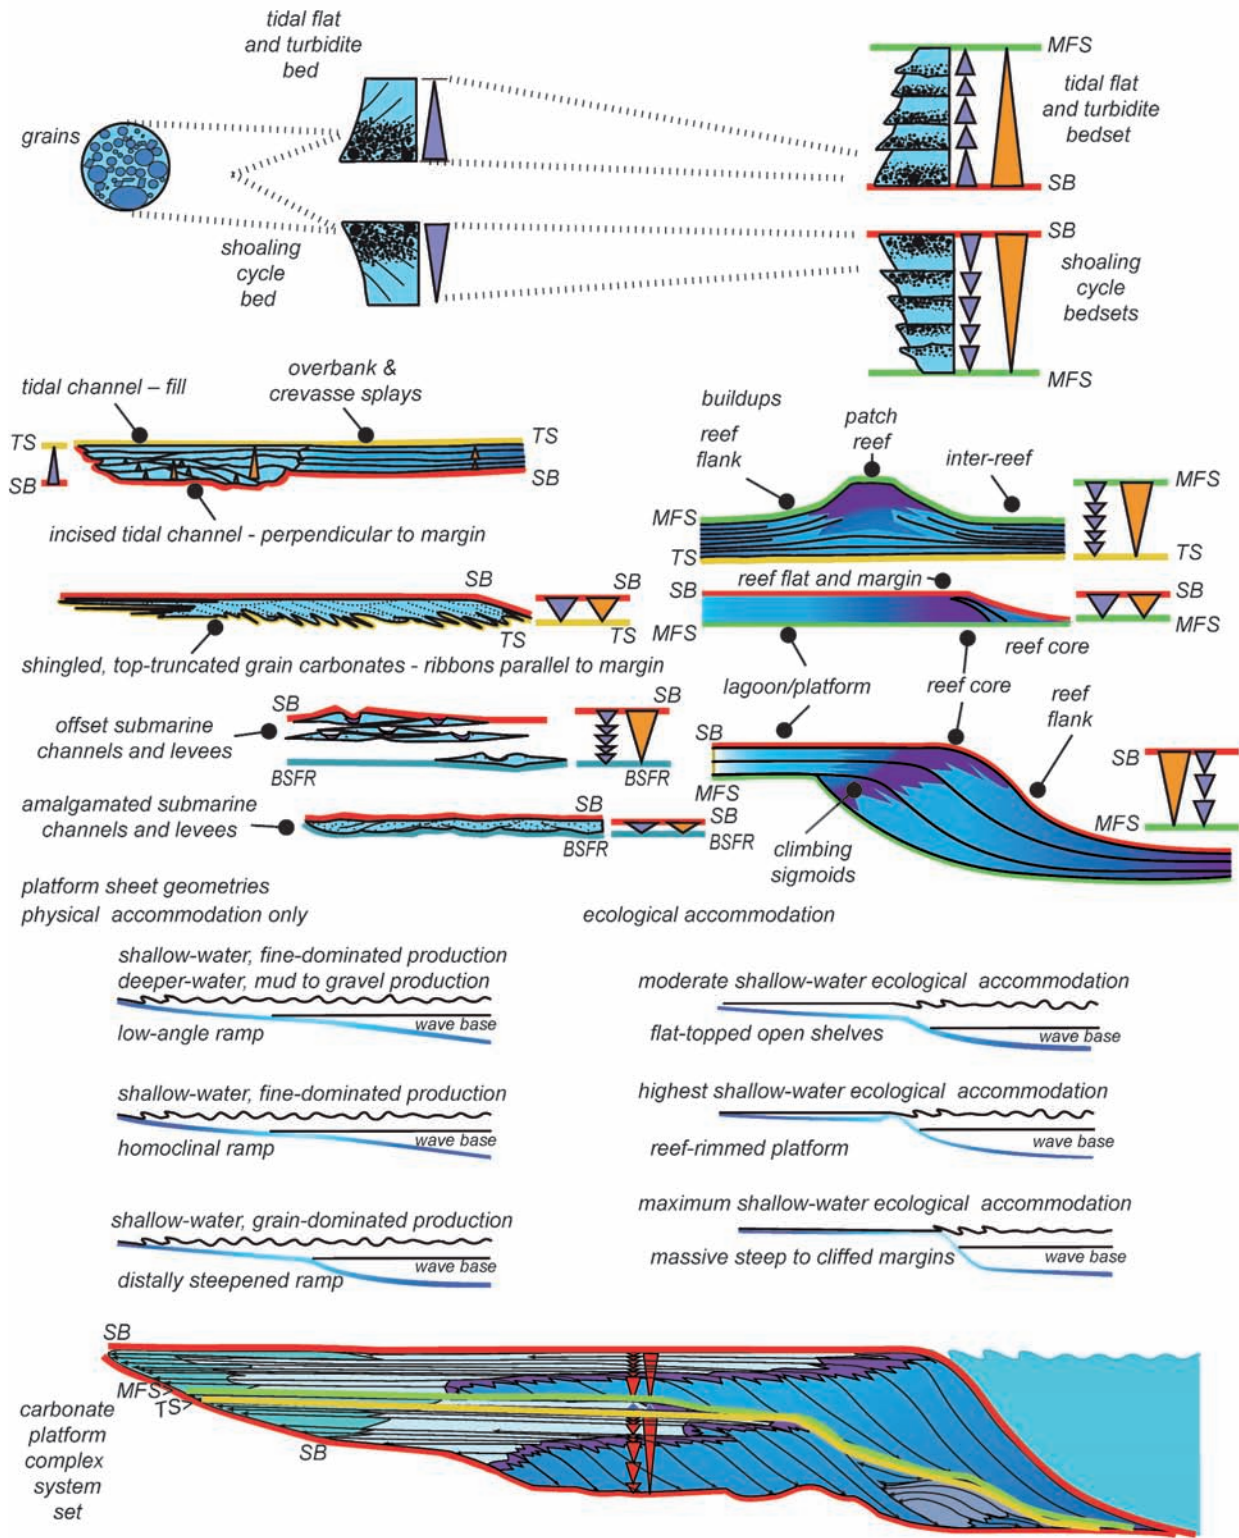 tidal flat
and turbidite
bed
grains
shoaling
cycle
bed
MFS
tidal flat
and turbidite
bedset
SB
SB
shoaling
cycle
bedsets
MFS
tidal channel – fill
overbank &
crevasse splays
TS
SB
TS
SB
incised tidal channel - perpendicular to margin
SB
SB
TS
TS
shingled, top-truncated grain carbonates - ribbons parallel to margin
SB
SB
offset submarine
channels and levees
BSFR
BSFR
amalgamated submarine
channels and levees
SB
SB
BSFR
BSFR
buildups
reef
flank
patch
reef
inter-reef
MFS
TS
MFS
TS
SB
reef flat and margin
SB
MFS
MFS
reef core
lagoon/platform
reef core
reef
flank
SB
MFS
SB
MFS
climbing
sigmoids
platform sheet geometries
physical accommodation only
shallow-water, fine-dominated production
deeper-water, mud to gravel production
wave base
low-angle ramp
shallow-water, fine-dominated production
wave base
homoclinal ramp
shallow-water, grain-dominated production
wave base
distally steepened ramp
ecological accommodation
moderate shallow-water ecological accommodation
wave base
flat-topped open shelves
highest shallow-water ecological accommodation
wave base
reef-rimmed platform
maximum shallow-water ecological accommodation
wave base
massive steep to cliffed margins
SB
MFS>
TS>
SB
carbonate
platform
complex
system
set